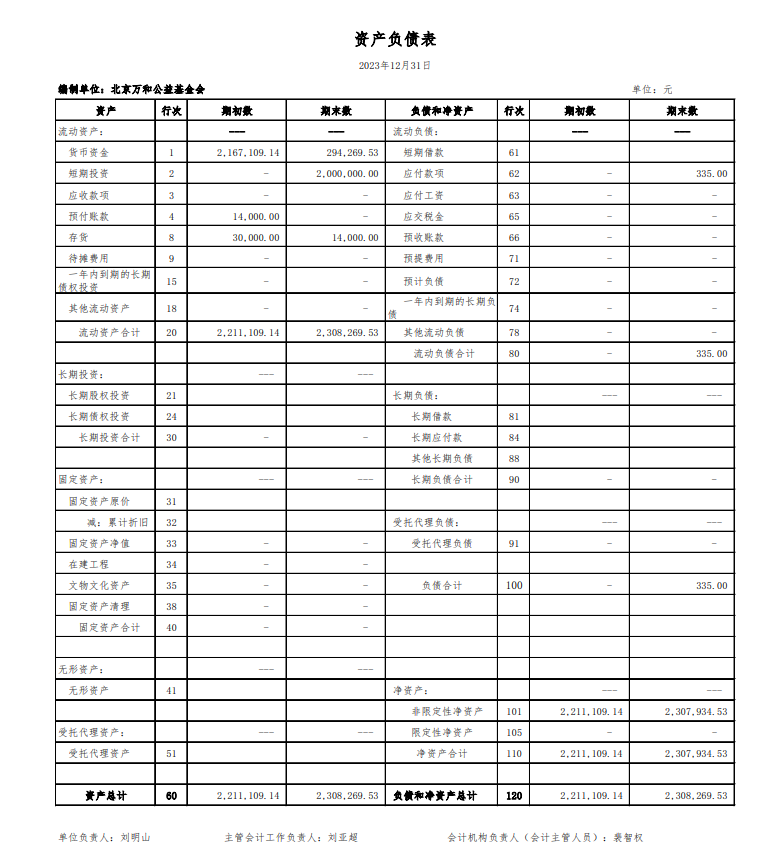 资产负债表
2023年12月31日
编制单位：北京万和公益基金会 单位：元
资产 行次 期初数 期末数 负债和净资产 行次 期初数 期末数
流动资产： --- --- 流动负债： --- ---
货币资金 1 2,167,109.14 294,269.53 短期借款 61
短期投资 2 - 2,000,000.00 应付款项 62 - 335.00
应收款项 3 - - 应付工资 63 - -
预付账款 4 14,000.00 - 应交税金 65 - -
存货 8 30,000.00 14,000.00 预收账款 66 - -
待摊费用 9 - - 预提费用 71 - -
一年内到期的长期
债权投资 15 - - 预计负债 72 - -
其他流动资产 18 - - 一年内到期的长期负
债 74 - -
流动资产合计 20 2,211,109.14 2,308,269.53 其他流动负债 78 - -
流动负债合计 80 - 335.00
长期投资： --- ---
长期股权投资 21 长期负债： --- ---
长期债权投资 24 长期借款 81
长期投资合计 30 - - 长期应付款 84
其他长期负债 88
固定资产： --- --- 长期负债合计 90 - -
固定资产原价 31
减：累计折旧 32 受托代理负债： --- ---
固定资产净值 33 - - 受托代理负债 91 - -
在建工程 34 - -
文物文化资产 35 - - 负债合计 100 - 335.00
固定资产清理 38 - -
固定资产合计 40 - -
无形资产： --- ---
无形资产 41 净资产： --- ---
非限定性净资产 101 2,211,109.14 2,307,934.53
受托代理资产： --- --- 限定性净资产 105 - -
受托代理资产 51 净资产合计 110 2,211,109.14 2,307,934.53
资产总计 60 2,211,109.14 2,308,269.53 负债和净资产总计 120 2,211,109.14 2,308,269.53
单位负责人：刘明山 主管会计工作负责人：刘亚超 会计机构负责人（会计主管人员）：裴智权